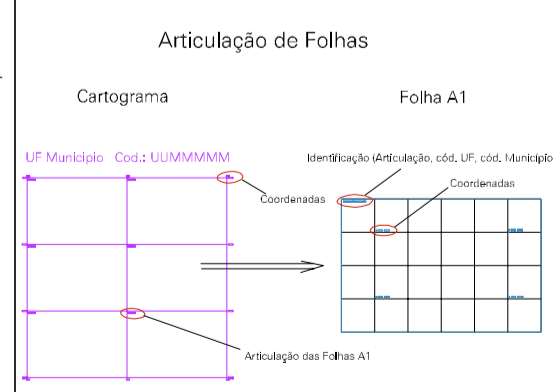 Articulação de Folhas
Cartograma
Folha A1
UF Municipio Cod.: UUMMMMM
Identificação (Articulação, cód. UF, cód. Município
Coordenadas
Coordenadas
Articulação das Folhas A1